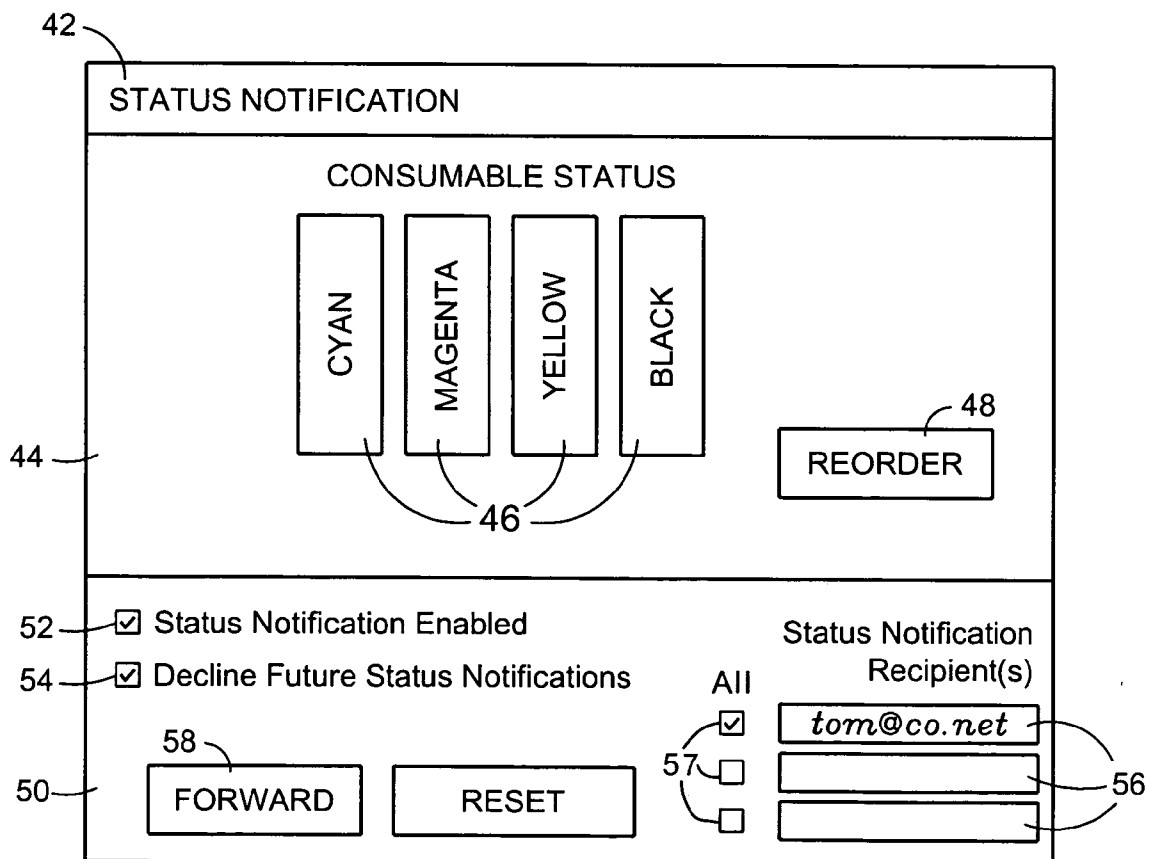 42
STATUS NOTIFICATION
CONSUMABLE STATUS
CYAN
MAGENTA
YELLOW
BLACK
48
REORDER
44
46
52
Status Notification Enabled
Status Notification
Recipient(s)
54
Decline Future Status Notifications
All
tom@co.net
58
57
56
50
FORWARD
RESET